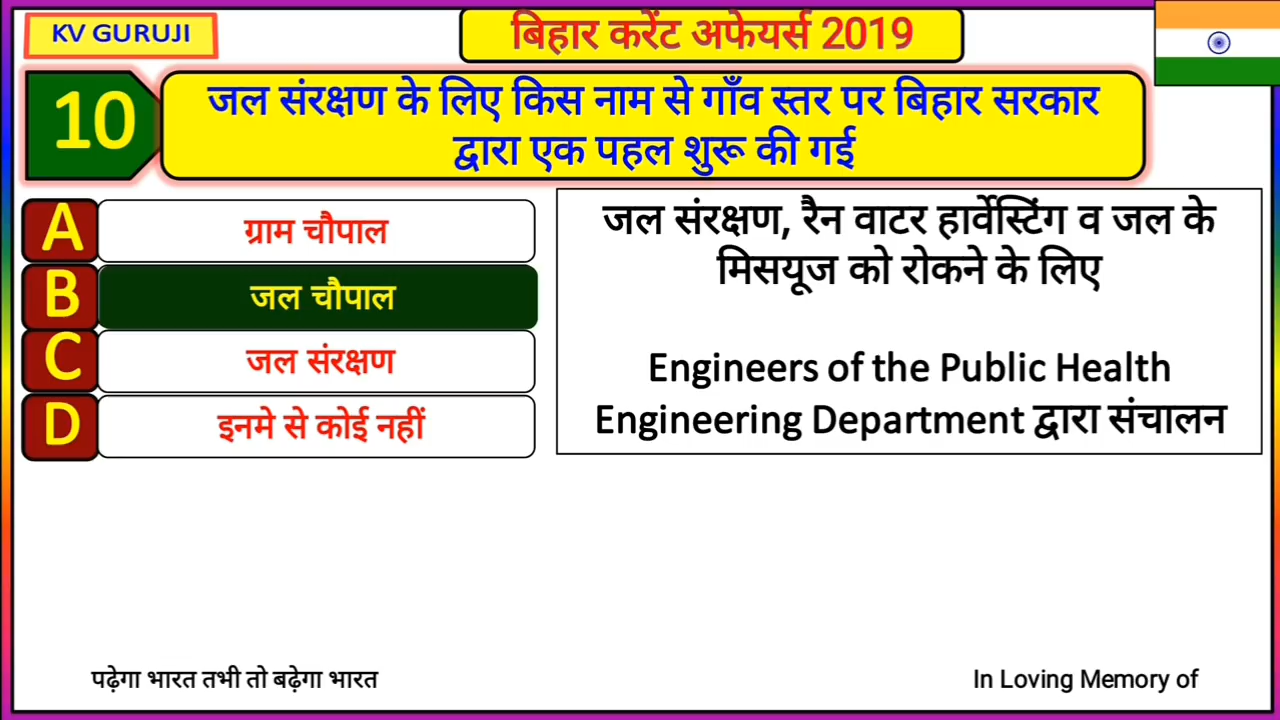 KV GURUJI
बिहार करेंट अफेयर्स 2019
10
जल संरक्षण के लिए किस नाम से गाँव स्तर पर बिहार सरकार
द्वारा एक पहल शुरू की गई
A ग्राम चौपाल
B जल चौपाल
C जल संरक्षण
D इनमे से कोई नहीं
जल संरक्षण, रैन वाटर हार्वेस्टिंग व जल के
मिसयूज को रोकने के लिए
Engineers of the Public Health
Engineering Department द्वारा संचालन
पढ़ेगा भारत तभी तो बढ़ेगा भारत
In Loving Memory of